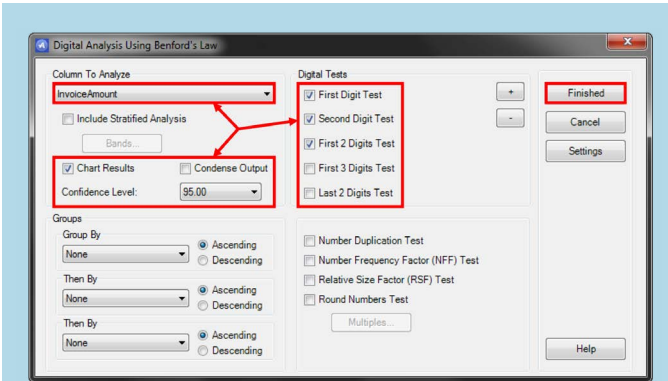 Digital Analysis Using Benford's Law
Column To Analyze
InvoiceAmount
Include Stratified Analysis
Bands...
Chart Results
Condense Output
Confidence Level:
95.00
Digital Tests
First Digit Test
+
Second Digit Test
-
First 2 Digits Test
First 3 Digits Test
Last 2 Digits Test
Finished
Cancel
Settings
Groups
Group By
None
Ascending
Descending
Then By
None
Ascending
Descending
Then By
None
Ascending
Descending
Number Duplication Test
Number Frequency Factor (NFF) Test
Relative Size Factor (RSF) Test
Round Numbers Test
Multiples...
Help